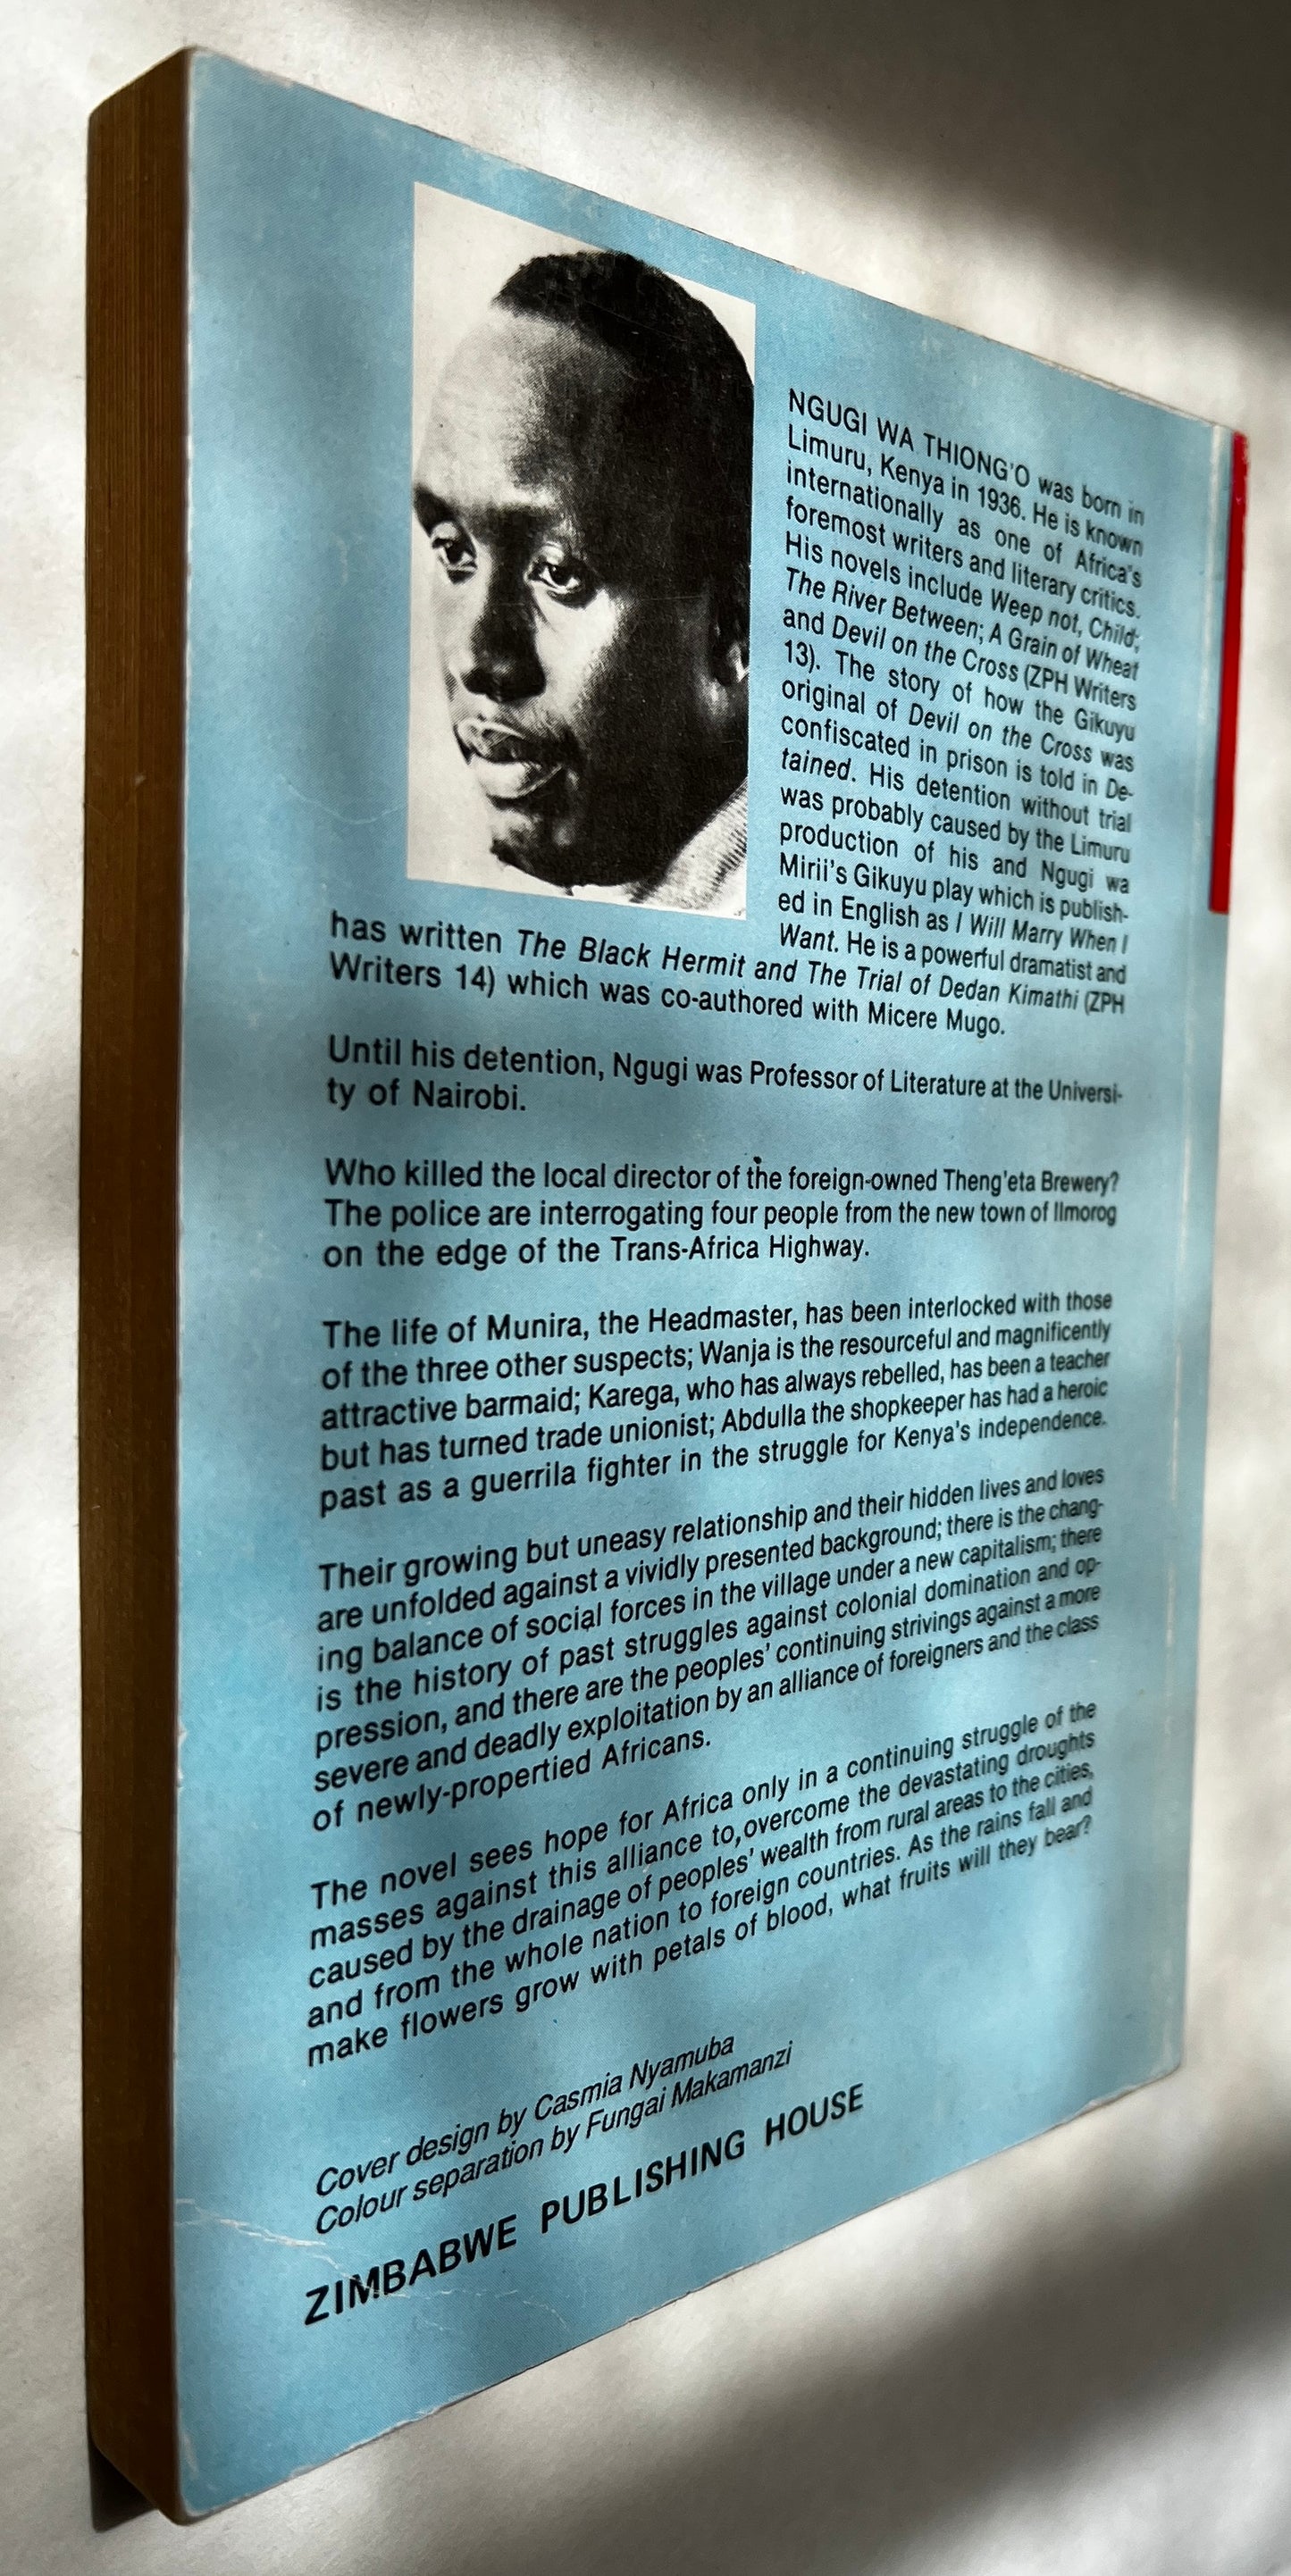 NGUGI WA THIONG'O was born in
Limuru, Kenya in 1936. He is known
internationally as one of Africa's
foremost writers and literary critics.
His novels include Weep not, Child;
The River Between; A Grain of Wheat
and Devil on the Cross (ZPH Writers
13). The story of how the Gikuyu
original of Devil on the Cross was
confiscated in prison is told in De-
tained. His detention without trial
was probably caused by the Limuru
production of his and Ngugi wa
Mirii's Gikuyu play which is publish-
ed in English as I Will Marry When I
Want. He is a powerful dramatist and
has written The Black Hermit and The Trial of Dedan Kimathi (ZPH
Writers 14) which was co-authored with Micere Mugo.
Until his detention, Ngugi was Professor of Literature at the Universi-
ty of Nairobi.
Who killed the local director of the foreign-owned Theng'eta Brewery?
The police are interrogating four people from the new town of Ilmorog
on the edge of the Trans-Africa Highway.
The life of Munira, the Headmaster, has been interlocked with those
of the three other suspects; Wanja is the resourceful and magnificently
attractive barmaid; Karega, who has always rebelled, has been a teacher
but has turned trade unionist; Abdulla the shopkeeper has had a heroic
past as a guerrila fighter in the struggle for Kenya's independence.
Their growing but uneasy relationship and their hidden lives and loves
are unfolded against a vividly presented background; there is the chang-
ing balance of social forces in the village under a new capitalism; there
is the history of past struggles against colonial domination and op-
pression, and there are the peoples' continuing strivings against a more
severe and deadly exploitation by an alliance of foreigners and the class
of newly-propertied Africans.
The novel sees hope for Africa only in a continuing struggle of the
masses against this alliance to,overcome the devastating droughts
caused by the drainage of peoples' wealth from rural areas to the cities,
and from the whole nation to foreign countries. As the rains fall and
make flowers grow with petals of blood, what fruits will they bear?
Cover design by Casmia Nyamuba
Colour separation by Fungai Makamanzi
ZIMBABWE PUBLISHING HOUSE